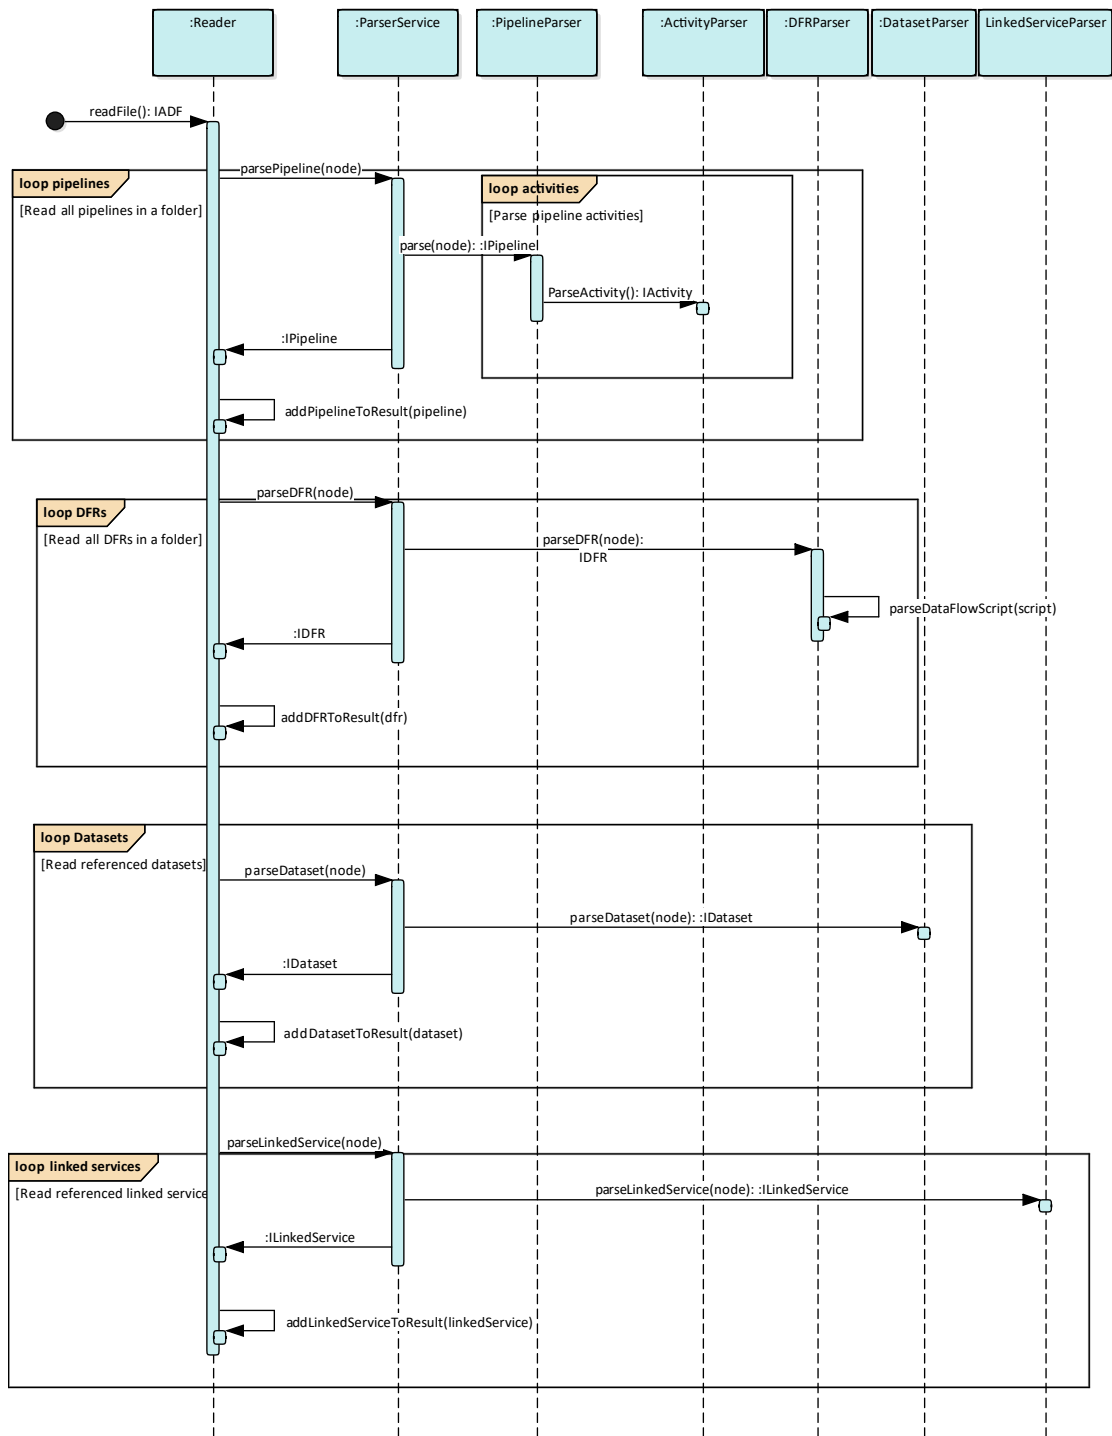 :Reader
:ParserService
:PipelineParser
:ActivityParser
:DFRParser
:DatasetParser
LinkedServiceParser
readFile(): IADF
loop pipelines
[Read all pipelines in a folder]
parsePipeline(node)
loop activities
[Parse pipeline activities]
parse(node): :IPipeline
ParseActivity(): IActivity
:IPipeline
addPipelineToResult(pipeline)
loop DFRs
[Read all DFRs in a folder]
parseDFR(node)
parseDFR(node):
IDFR
parseDataFlowScript(script)
:IDFR
addDFRToResult(dfr)
loop Datasets
[Read referenced datasets]
parseDataset(node)
parseDataset(node): :IDataset
:IDataset
addDatasetToResult(dataset)
parseLinkedService(node)
loop linked services
[Read referenced linked service
parseLinkedService(node): :ILinkedService
:ILinkedService
addLinkedServiceToResult(linkedService)